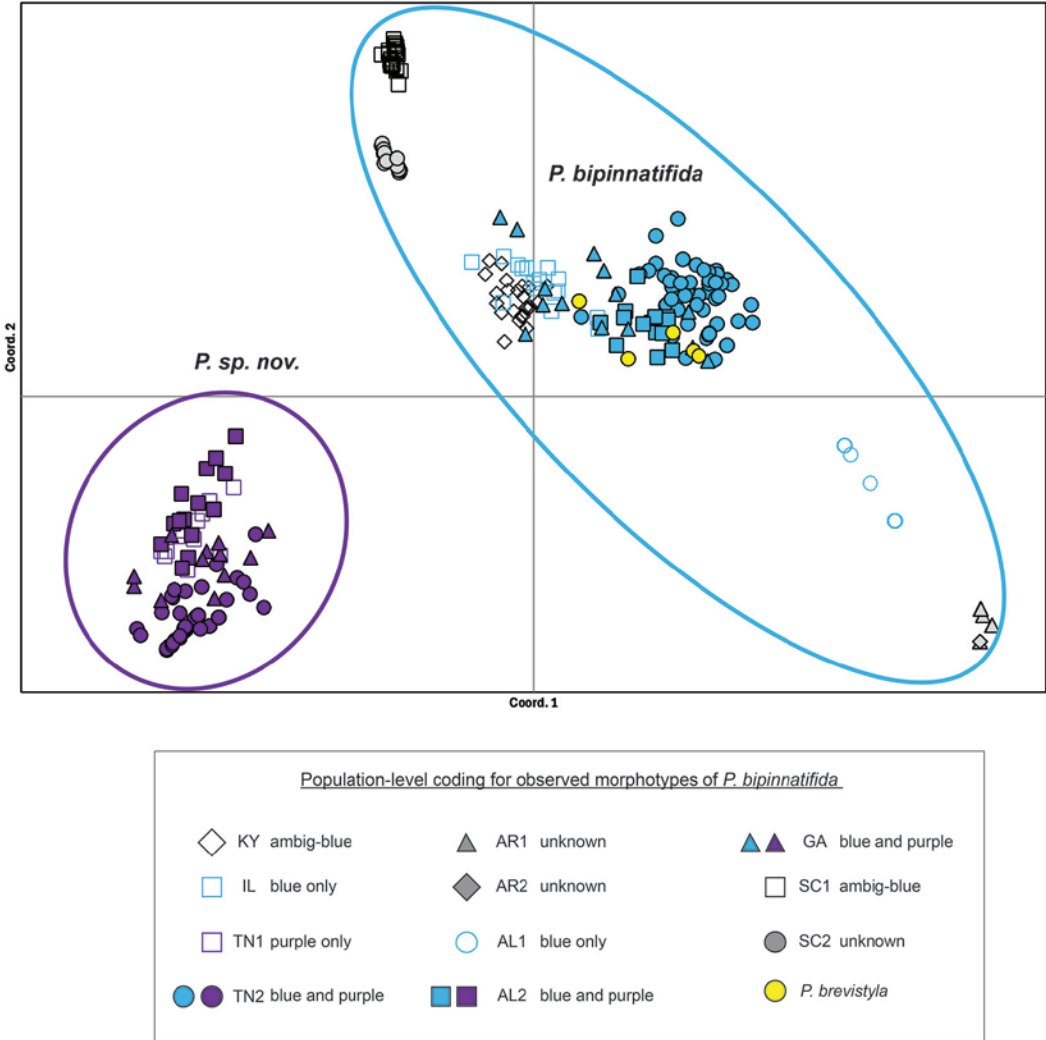 P. bipinnatifida
Coord. 2
P. sp. nov.
Coord. 1
Population-level coding for observed morphotypes of P. bipinnatifida
KY ambig-blue
AR1 unknown
GA blue and purple
IL blue only
AR2 unknown
SC1 ambig-blue
TN1 purple only
AL1 blue only
SC2 unknown
TN2 blue and purple
AL2 blue and purple
P. brevistyla